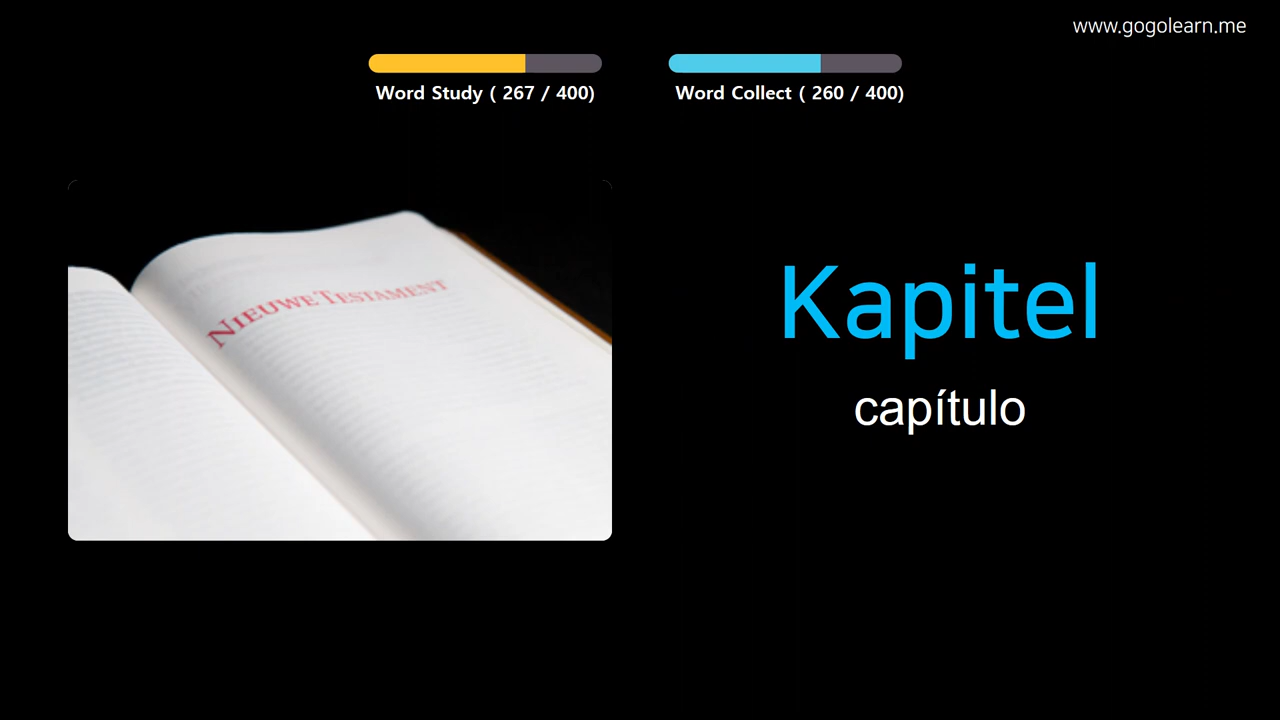 www.gogolearn.me
Word Study ( 267 / 400)
Word Collect ( 260 / 400)
NIEUWE TESTAMENT
Kapitel
capítulo